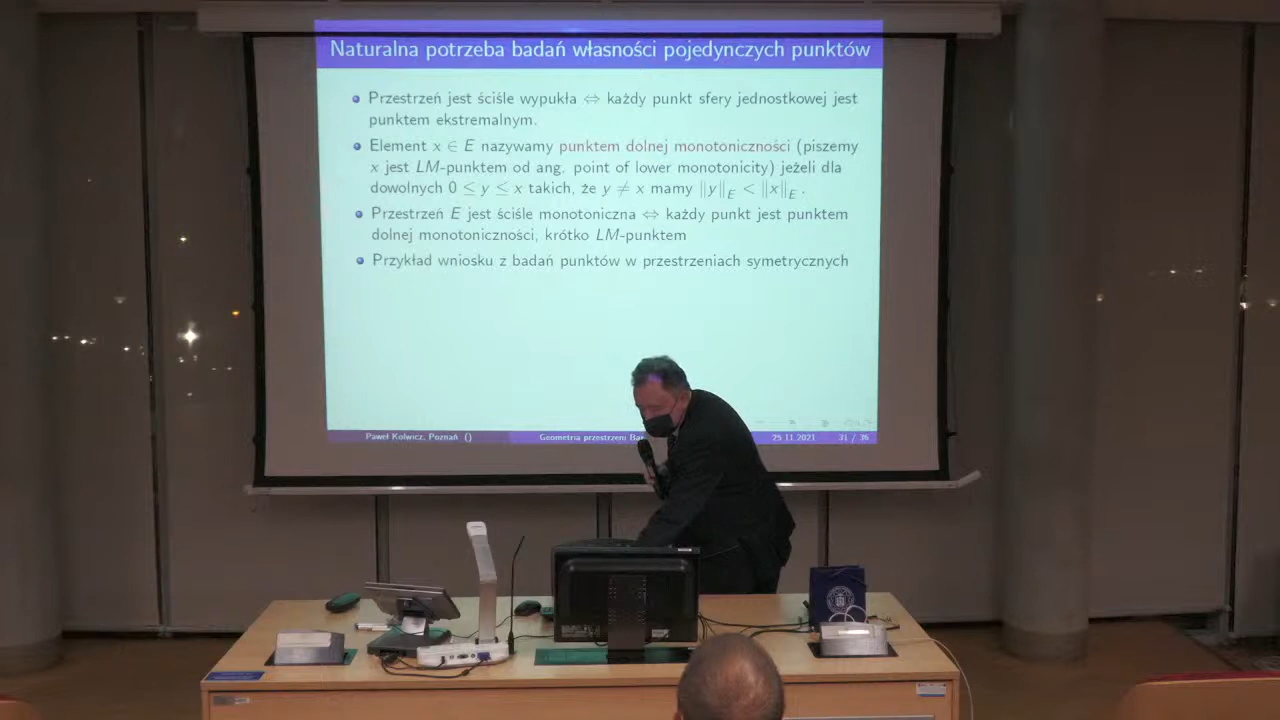 Naturalna potrzeba badań własności pojedynczych punktów
Przestrzeń jest ściśle wypukła ⇔ każdy punkt sfery jednostkowej jest
punktem ekstremalnym.
Element x ∈ E nazywamy punktem dolnej monotoniczności (piszemy
x jest LM-punktem od ang. point of lower monotonicity) jeżeli dla
dowolnych 0 ≤ y ≤ x takich, że y ≠ x mamy ‖y‖_E < ‖x‖_E .
Przestrzeń E jest ściśle monotoniczna ⇔ każdy punkt jest punktem
dolnej monotoniczności, krótko LM-punktem
Przykład wniosku z badań punktów w przestrzeniach symetrycznych
Paweł Kolwicz, Poznań () Geometria przestrzeni 25.11.2021 31 / 36